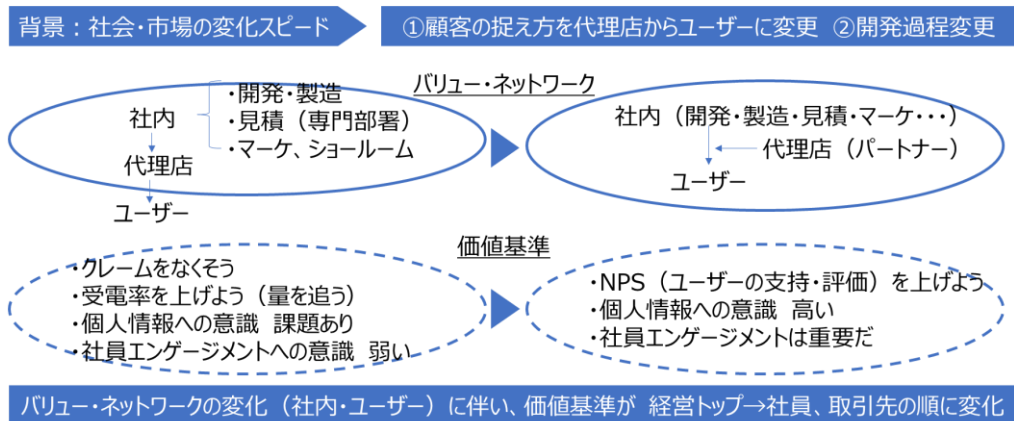 背景：社会・市場の変化スピード
①顧客の捉え方を代理店からユーザーに変更 ②開発過程変更
バリュー・ネットワーク
社内
・開発・製造
・見積（専門部署）
・マーケ、ショールーム
代理店
ユーザー
社内（開発・製造・見積・マーケ・・・）
代理店（パートナー）
ユーザー
価値基準
・クレームをなくそう
・受電率を上げよう（量を追う）
・個人情報への意識 課題あり
・社員エンゲージメントへの意識 弱い
・NPS（ユーザーの支持・評価）を上げよう
・個人情報への意識 高い
・社員エンゲージメントは重要だ
バリュー・ネットワークの変化（社内・ユーザー）に伴い、価値基準が 経営トップ→社員、取引先の順に変化